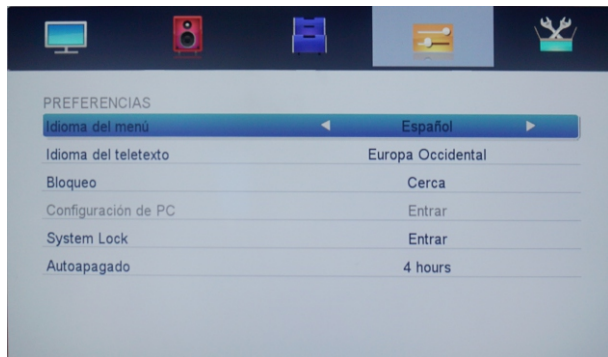 PREFERENCIAS
Idioma del menú Español
Idioma del teletexto Europa Occidental
Bloqueo Cerca
Configuración de PC Entrar
System Lock Entrar
Autoapagado 4 hours